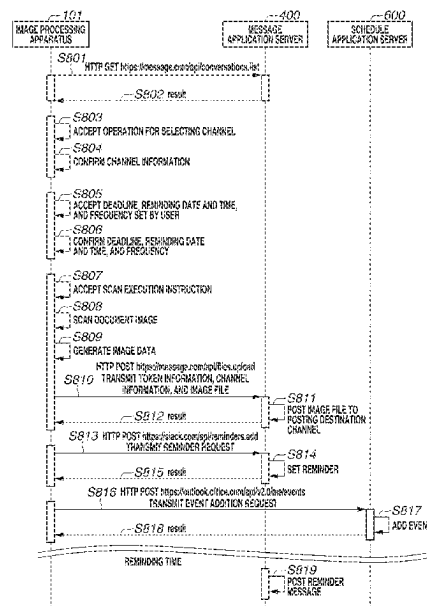 101
400
600
IMAGE PROCESSING
APPARATUS
MESSAGE
APPLICATION SERVER
SCHEDULE
APPLICATION SERVER
S801
HTTP GET https://message.com/api/conversations.list
S802 result
S803
ACCEPT OPERATION FOR SELECTING CHANNEL
S804
CONFIRM CHANNEL INFORMATION
S805
ACCEPT DEADLINE, REMINDING DATE AND TIME,
AND FREQUENCY SET BY USER
S806
CONFIRM DEADLINE, REMINDING DATE
AND TIME, AND FREQUENCY
S807
ACCEPT SCAN EXECUTION INSTRUCTION
S808
SCAN DOCUMENT IMAGE
S809
GENERATE IMAGE DATA
HTTP POST https://message.com/api/files.upload
S810 TRANSMIT TOKEN INFORMATION, CHANNEL
INFORMATION, AND IMAGE FILE
S811
POST IMAGE FILE TO
POSTING DESTINATION
CHANNEL
S812 result
S813 HTTP POST https://slack.com/api/reminders.add
TRANSMIT REMINDER REQUEST
S814
SET REMINDER
S815 result
S816 HTTP POST https://outlook.office.com/api/v2.0/me/events
TRANSMIT EVENT ADDITION REQUEST
S817
ADD EVEN
S818 result
REMINDING TIME
S819
POST REMINDER
MESSAGE